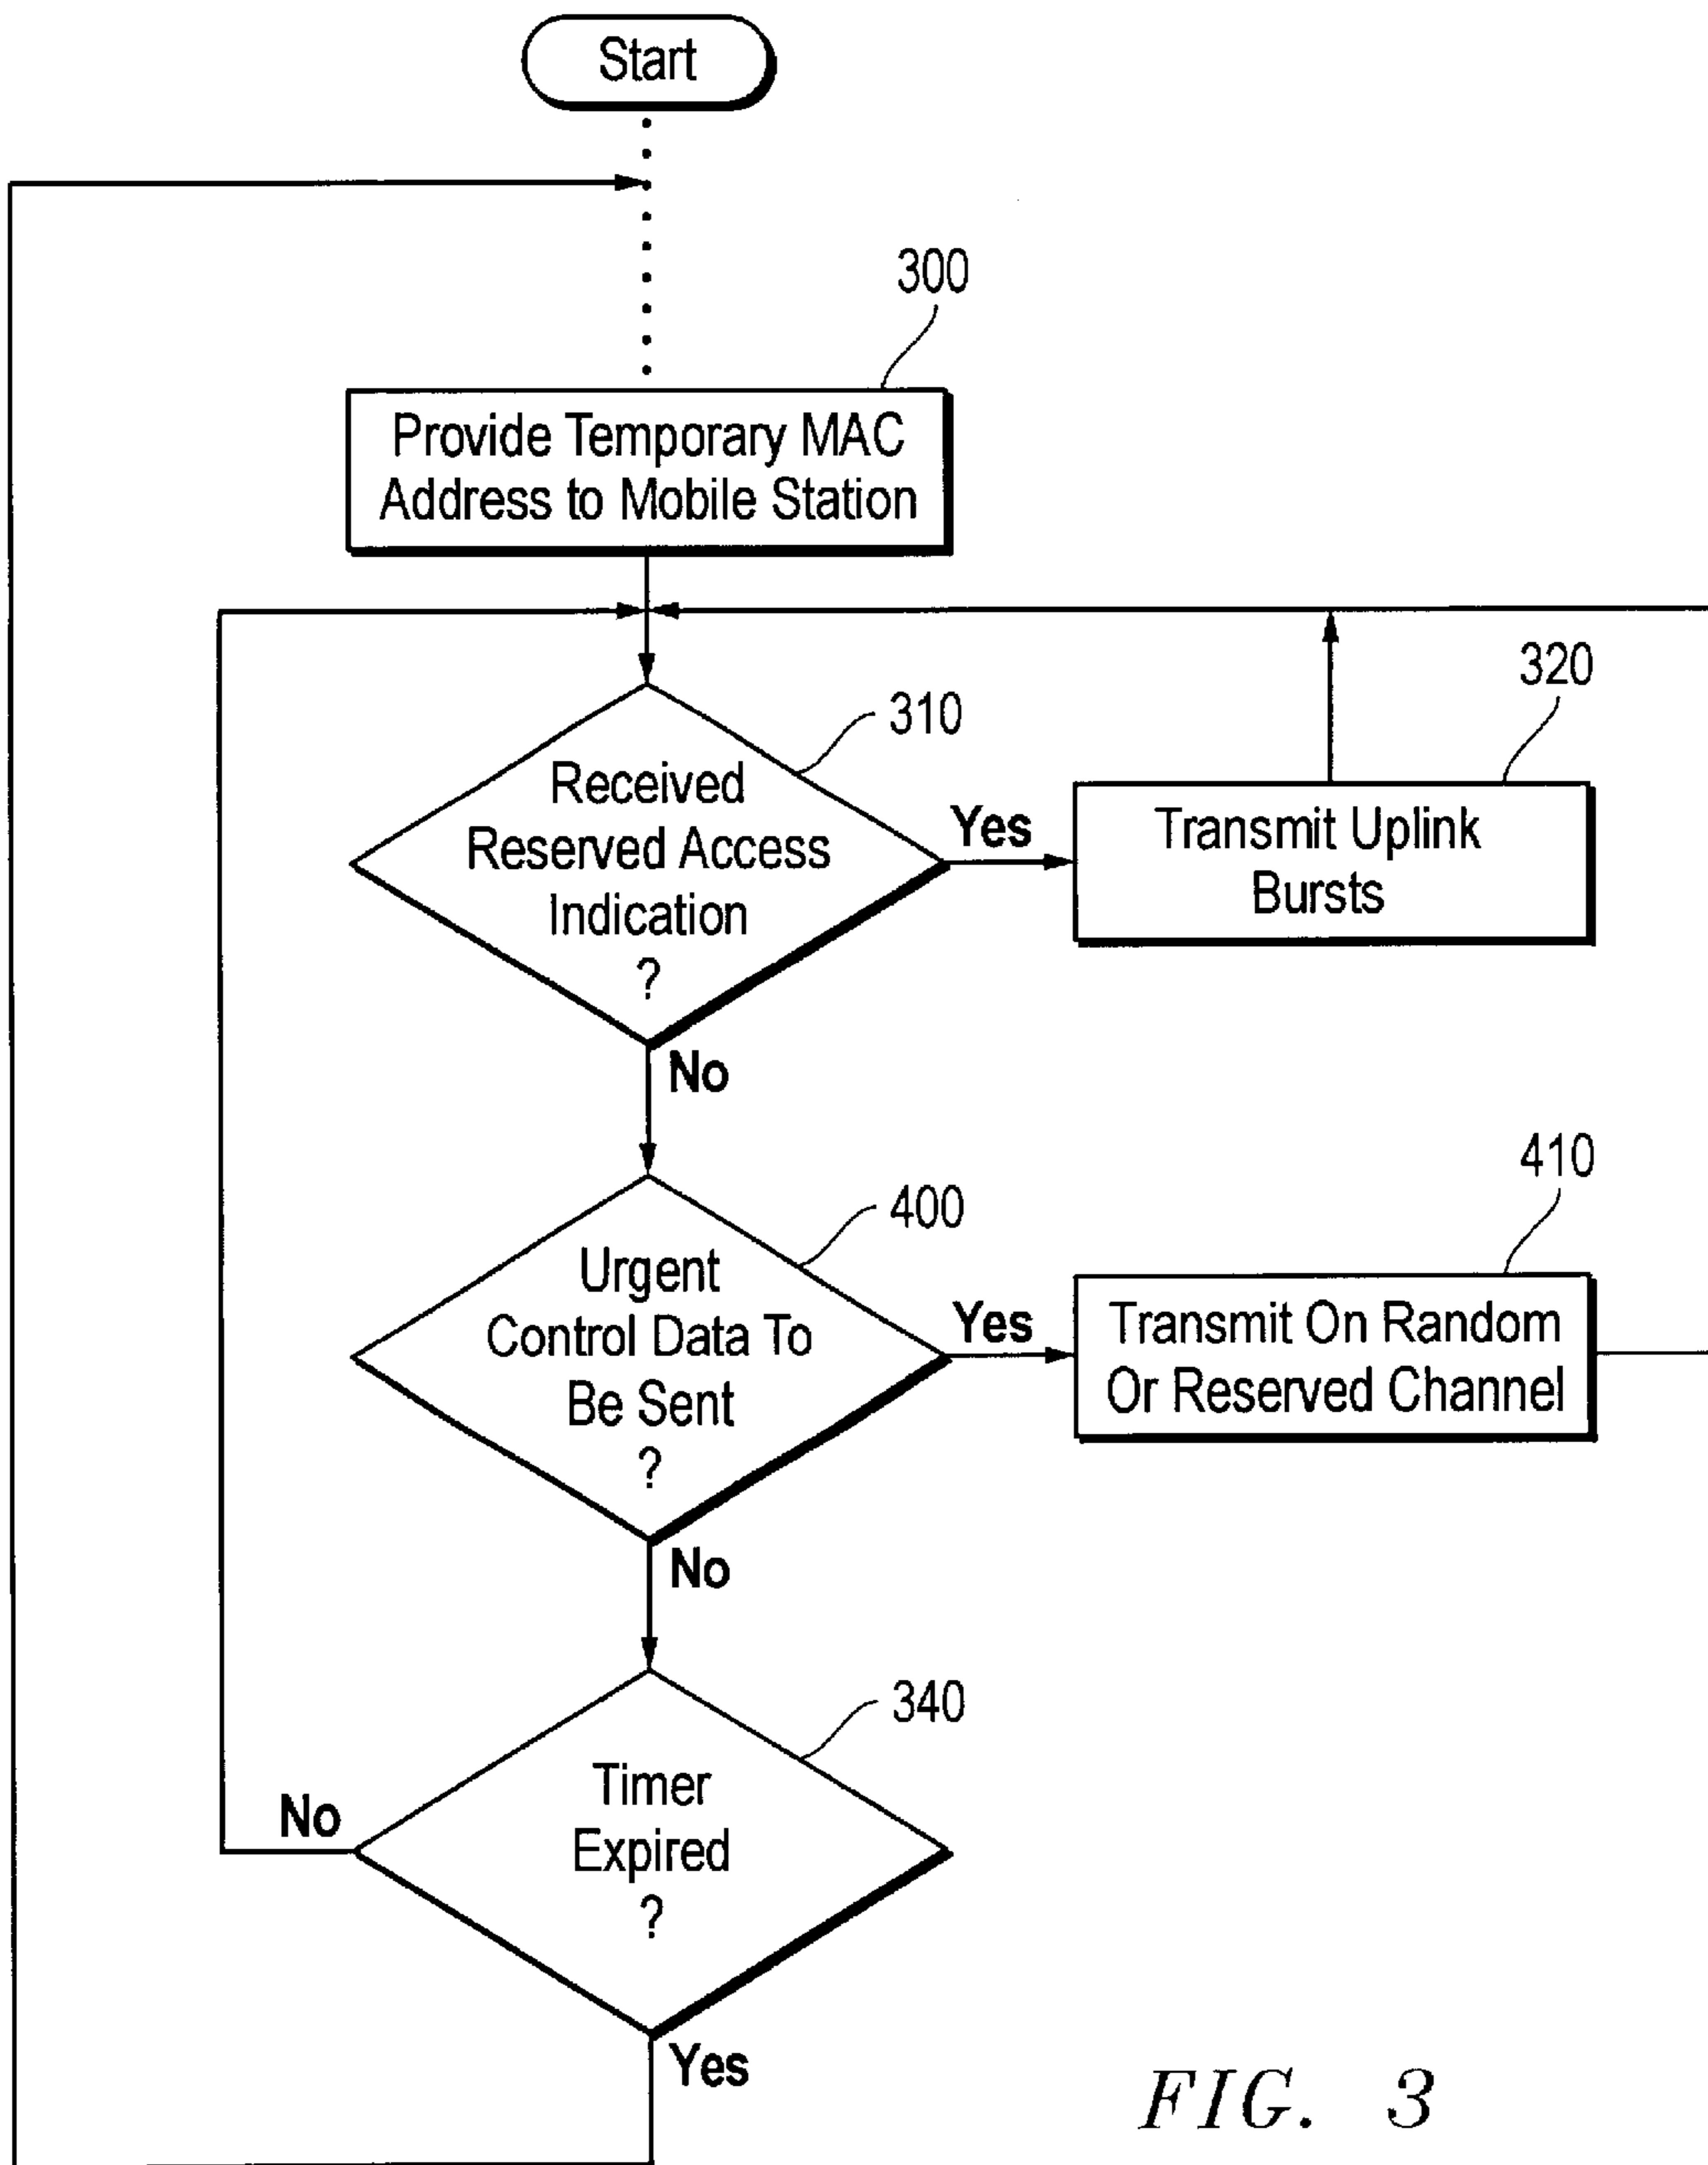 Start
300
Provide Temporary MAC
Address to Mobile Station
310
Received
Reserved Access
Indication
?
Yes
No
320
Transmit Uplink
Bursts
400
Urgent
Control Data To
Be Sent
?
Yes
No
410
Transmit On Random
Or Reserved Channel
340
Timer
Expired
?
No
Yes
FIG. 3